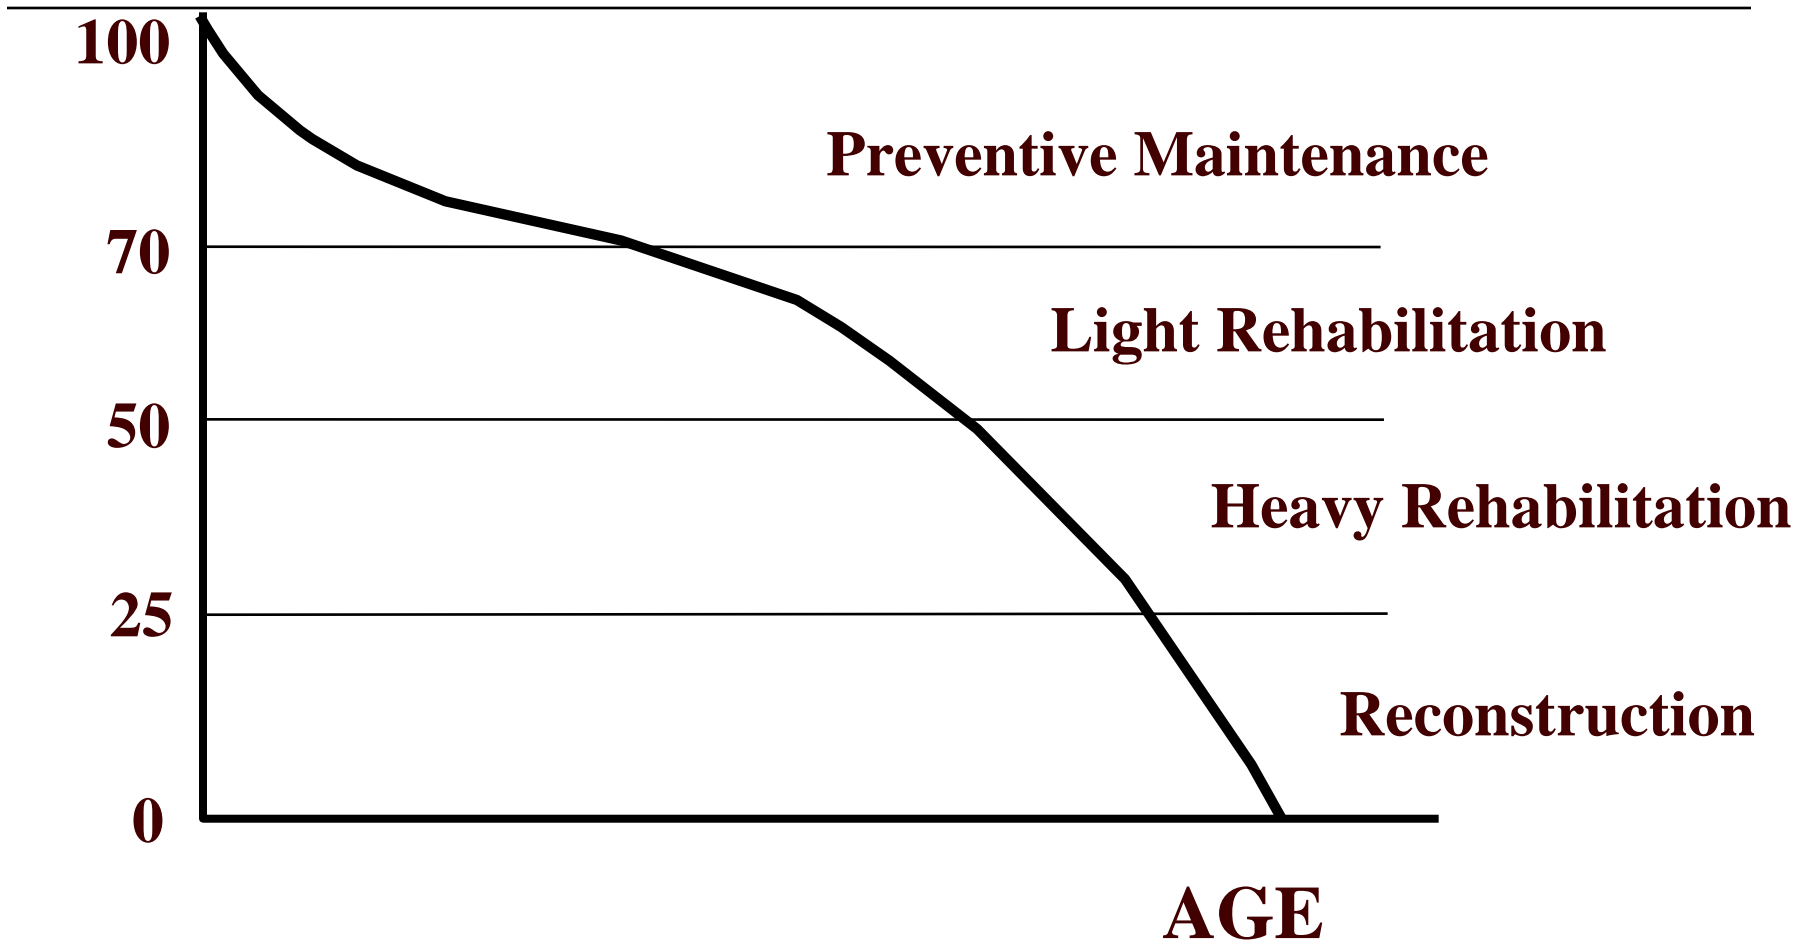 100
Preventive Maintenance
70
Light Rehabilitation
50
Heavy Rehabilitation
25
Reconstruction
0
AGE